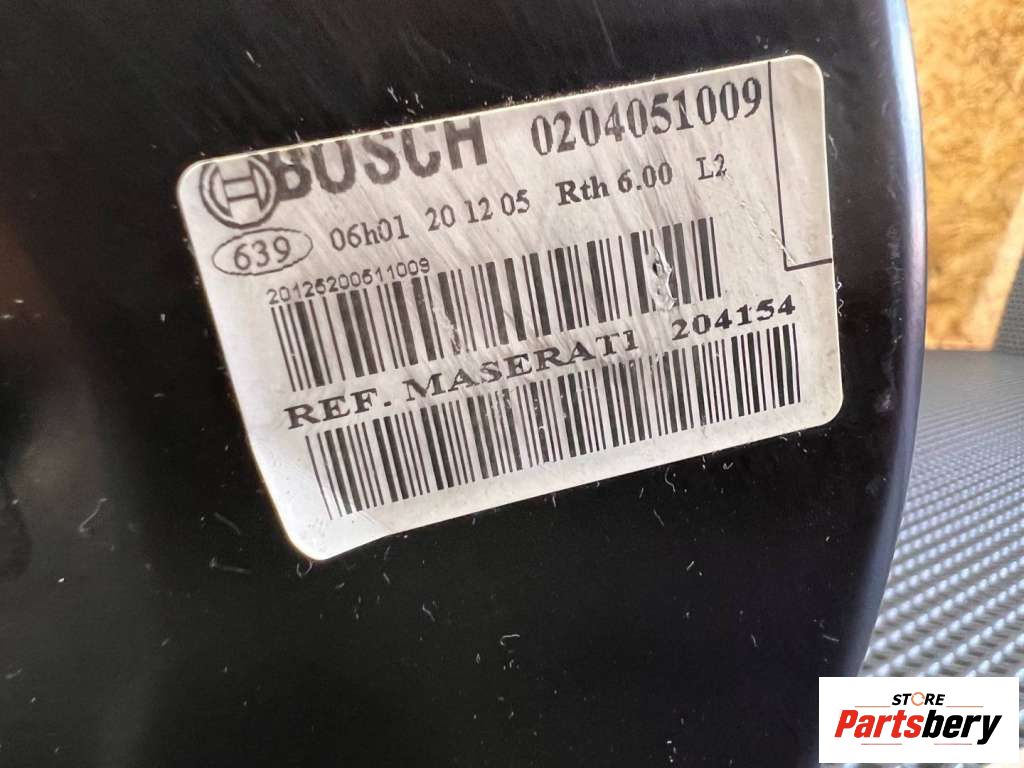 BOSCH 0204051009
639 06h01 20 12 05 Rth 6.00 L2
20125200511009
REF. MASERATI 204154
STORE
Partsbery